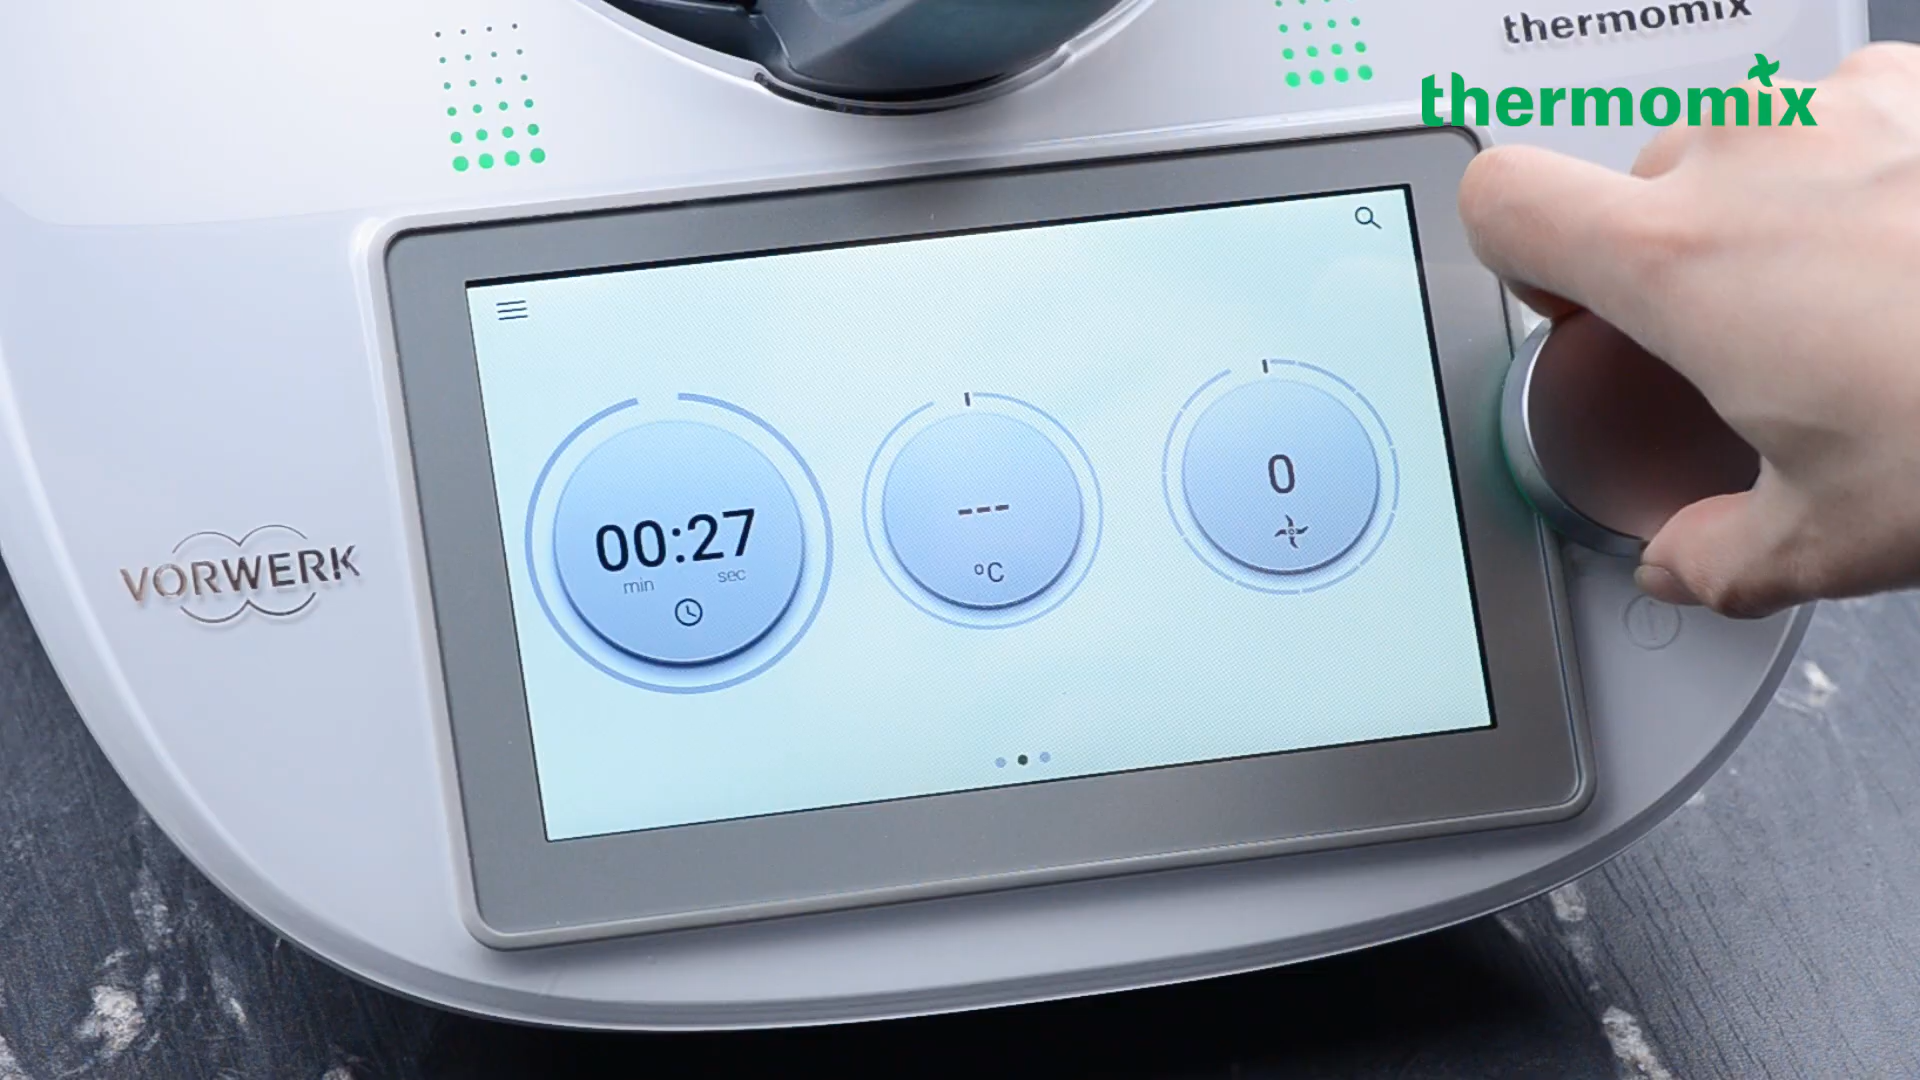 thermomix
thermomix
VORWERK
00:27
min sec
---
°C
0